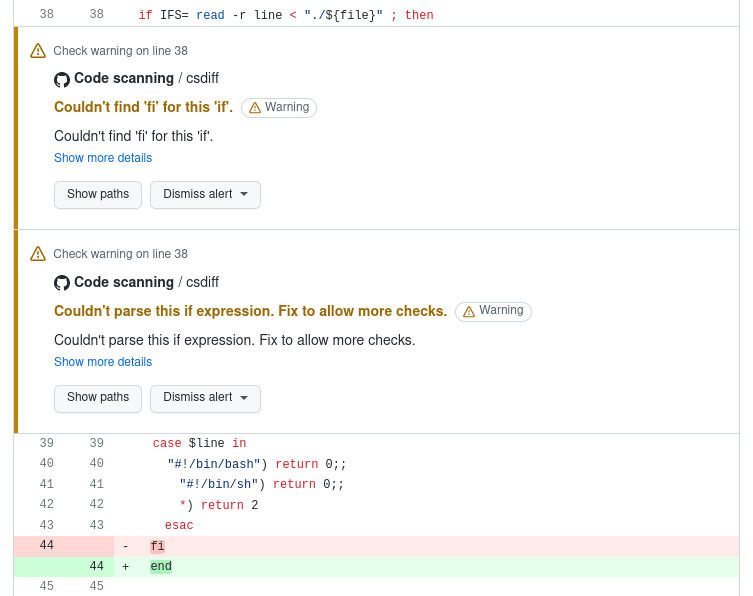 38 38 if IFS= read -r line < "./${file}" ; then
Check warning on line 38
Code scanning / csdiff
Couldn't find 'fi' for this 'if'. Warning
Couldn't find 'fi' for this 'if'.
Show more details
Show paths Dismiss alert
Check warning on line 38
Code scanning / csdiff
Couldn't parse this if expression. Fix to allow more checks. Warning
Couldn't parse this if expression. Fix to allow more checks.
Show more details
Show paths Dismiss alert
39 39 case $line in
40 40 "#!/bin/bash") return 0;;
41 41 "#!/bin/sh") return 0;;
42 42 *) return 2
43 43 esac
44 - fi
44 + end
45 45